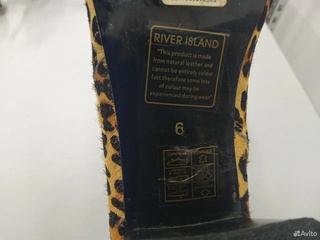 RIVER ISLAND
"This product is made
from natural leather and
cannot be entirely colour
fast therefore some loss
of colour may be
experienced during wear"
6
Avito